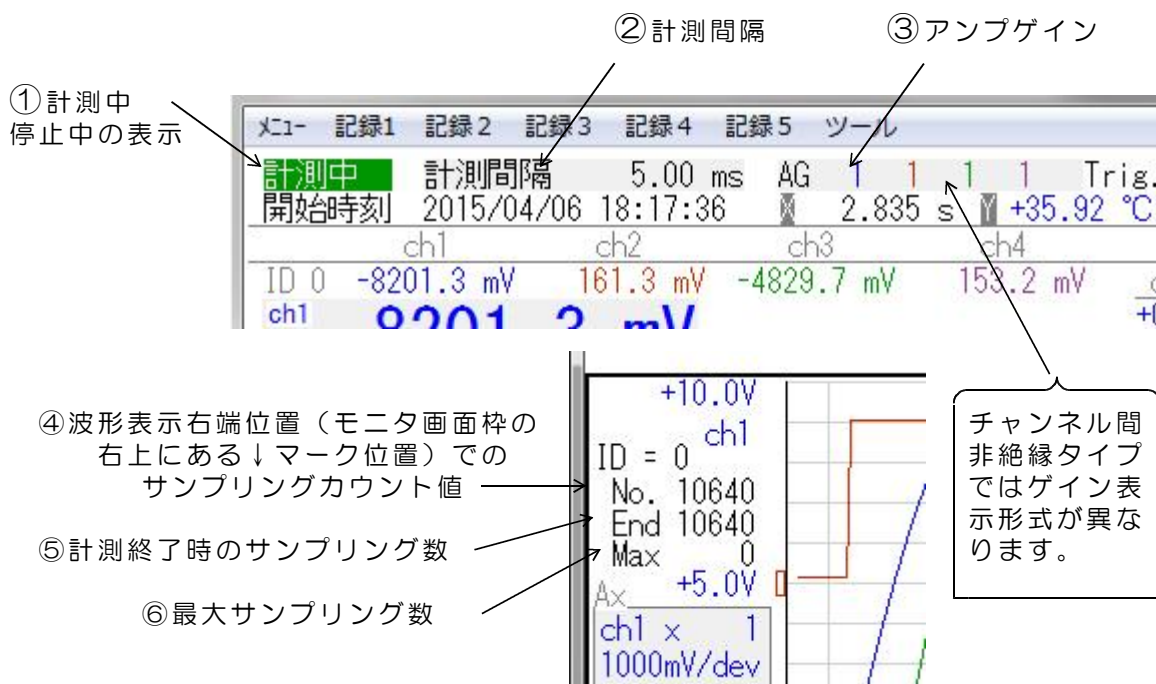 ②計測間隔
③アンプゲイン
①計測中
停止中の表示
ﾒﾆｭｰ 記録1 記録2 記録3 記録4 記録5 ツール
計測中 計測間隔 5.00 ms AG 1 1 1 1 Trig.
開始時刻 2015/04/06 18:17:36 X 2.835 s Y +35.92 ℃
ch1 ch2 ch3 ch4
ID 0 -8201.3 mV 161.3 mV -4829.7 mV 153.2 mV
ch1
8201.3 mV
+10.0V
ch1
ID = 0
No. 10640
End 10640
Max 0
+5.0V
Ax
ch1 x 1
1000mV/dev
④波形表示右端位置（モニタ画面枠の
右上にある↓マーク位置）での
サンプリングカウント値
⑤計測終了時のサンプリング数
⑥最大サンプリング数
チャンネル間
非絶縁タイプ
ではゲイン表
示形式が異な
ります。